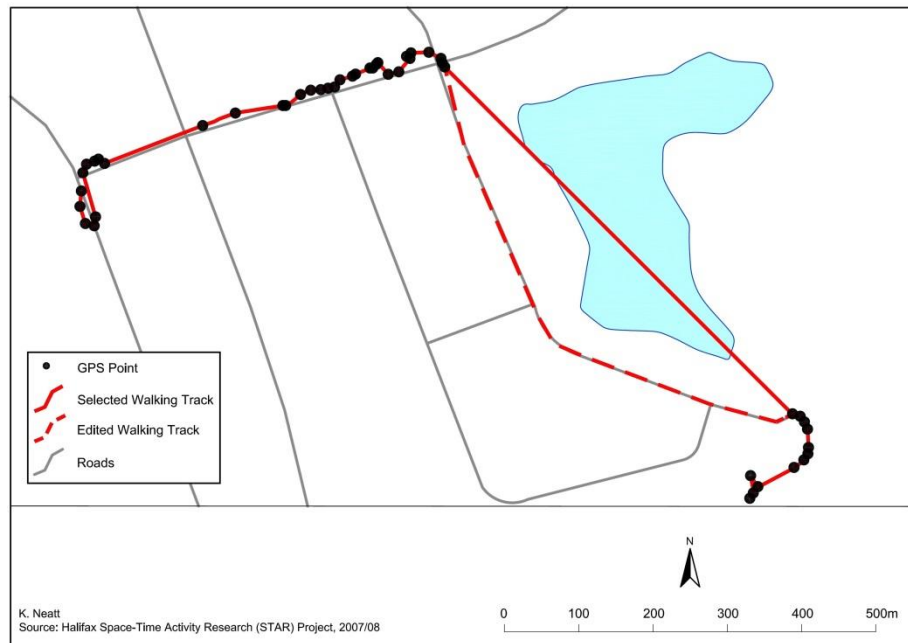 GPS Point
Selected Walking Track
Edited Walking Track
Roads
N
K. Neatt
Source: Halifax Space-Time Activity Research (STAR) Project, 2007/08
0 100 200 300 400 500m